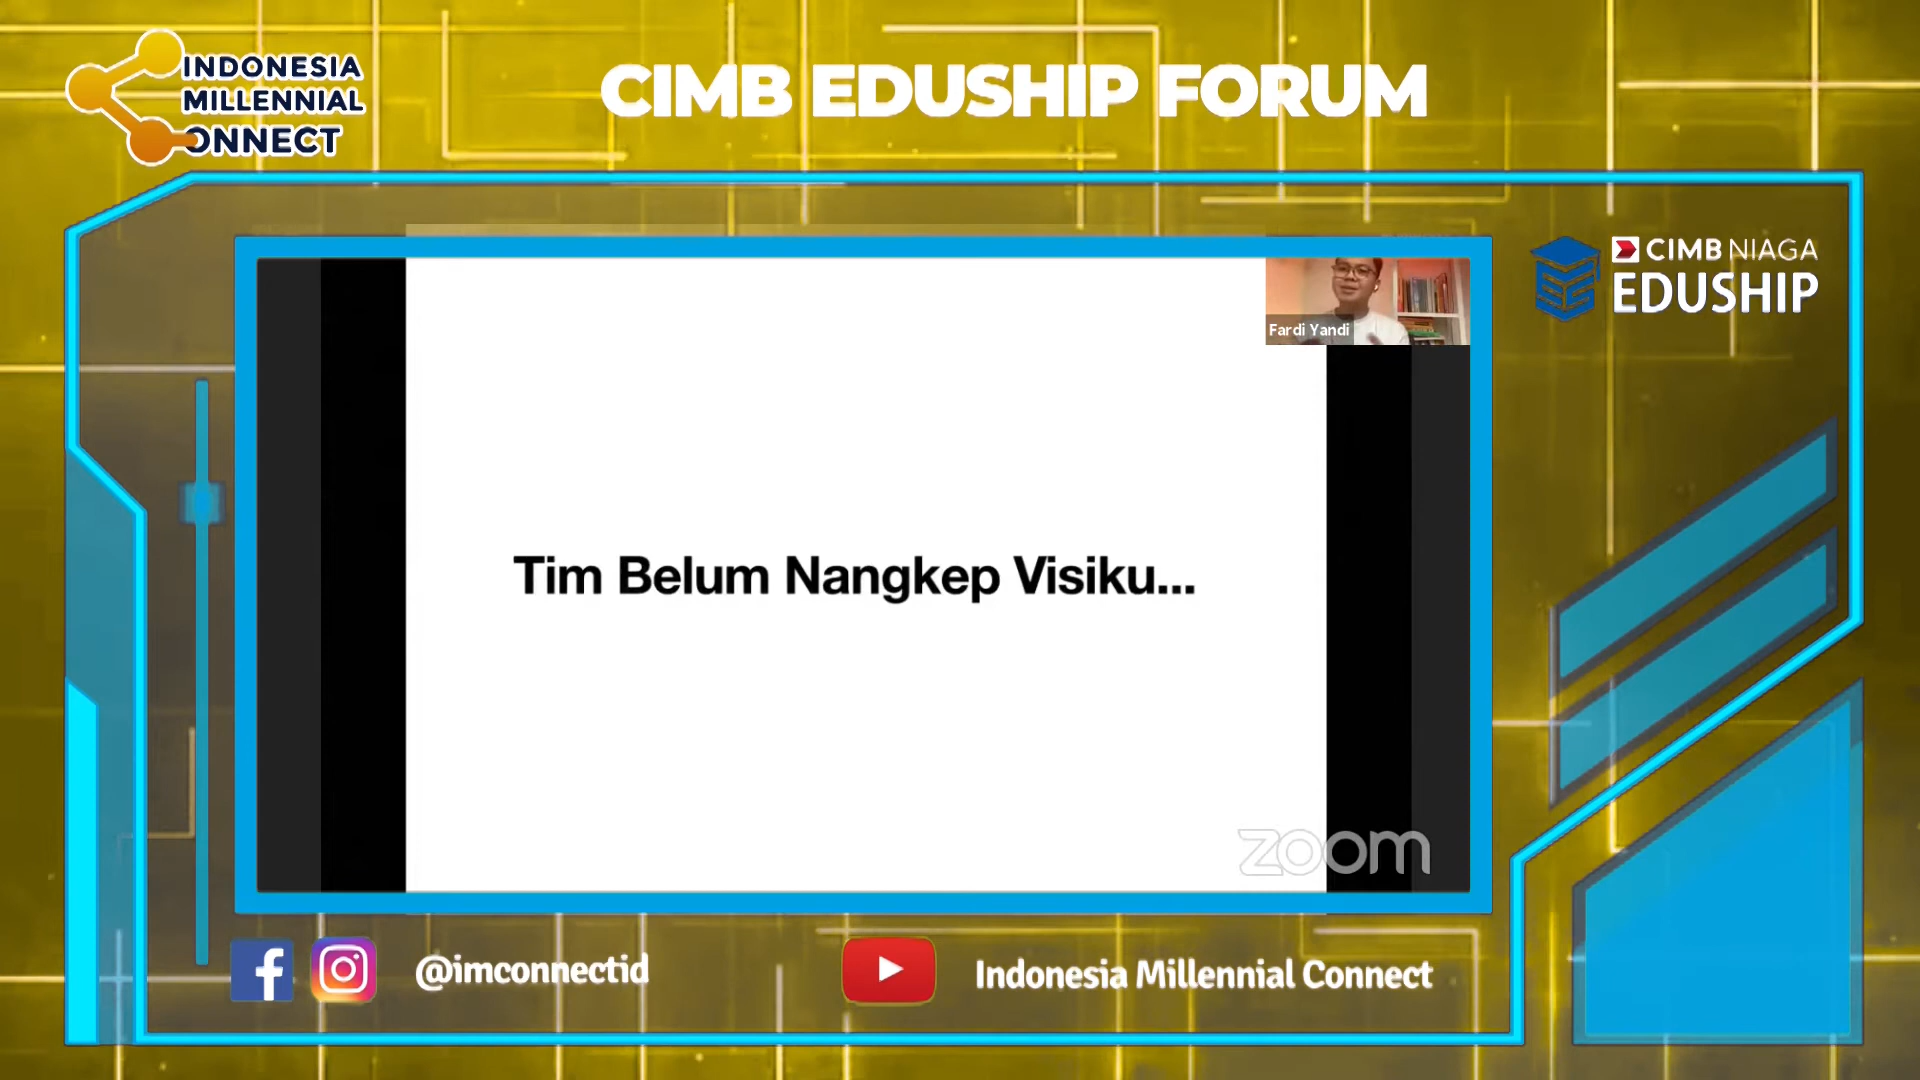 INDONESIA
MILLENNIAL
CONNECT
CIMB EDUSHIP FORUM
CIMB NIAGA
EDUSHIP
Fardi Yandi
Tim Belum Nangkep Visiku...
zoom
@imconnectid
Indonesia Millennial Connect